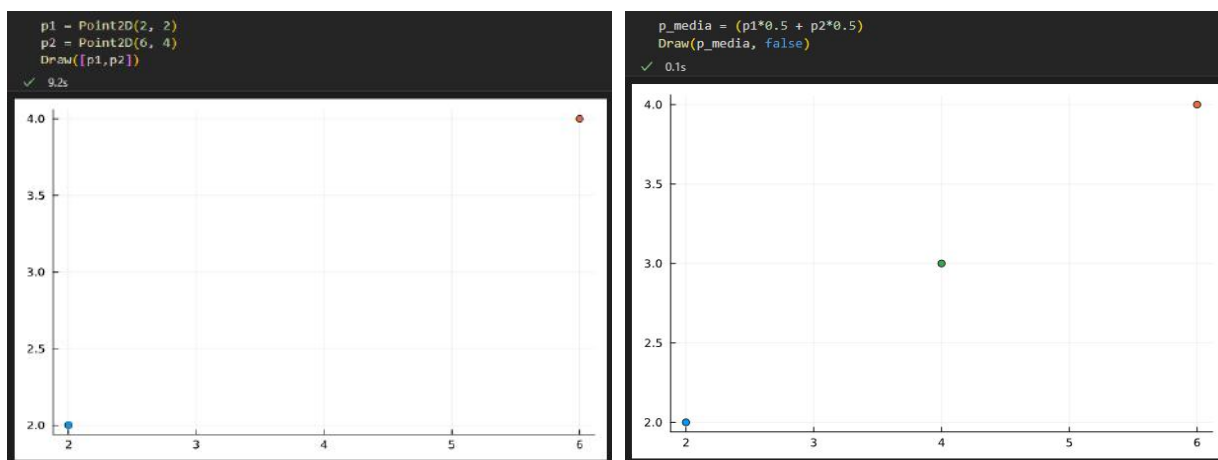 p1 = Point2D(2, 2)
p2 = Point2D(6, 4)
Draw([p1,p2])
✓ 9.2s
4.0
3.5
3.0
2.5
2.0
2 3 4 5 6
p_media = (p1*0.5 + p2*0.5)
Draw(p_media, false)
✓ 0.1s
4.0
3.5
3.0
2.5
2.0
2 3 4 5 6